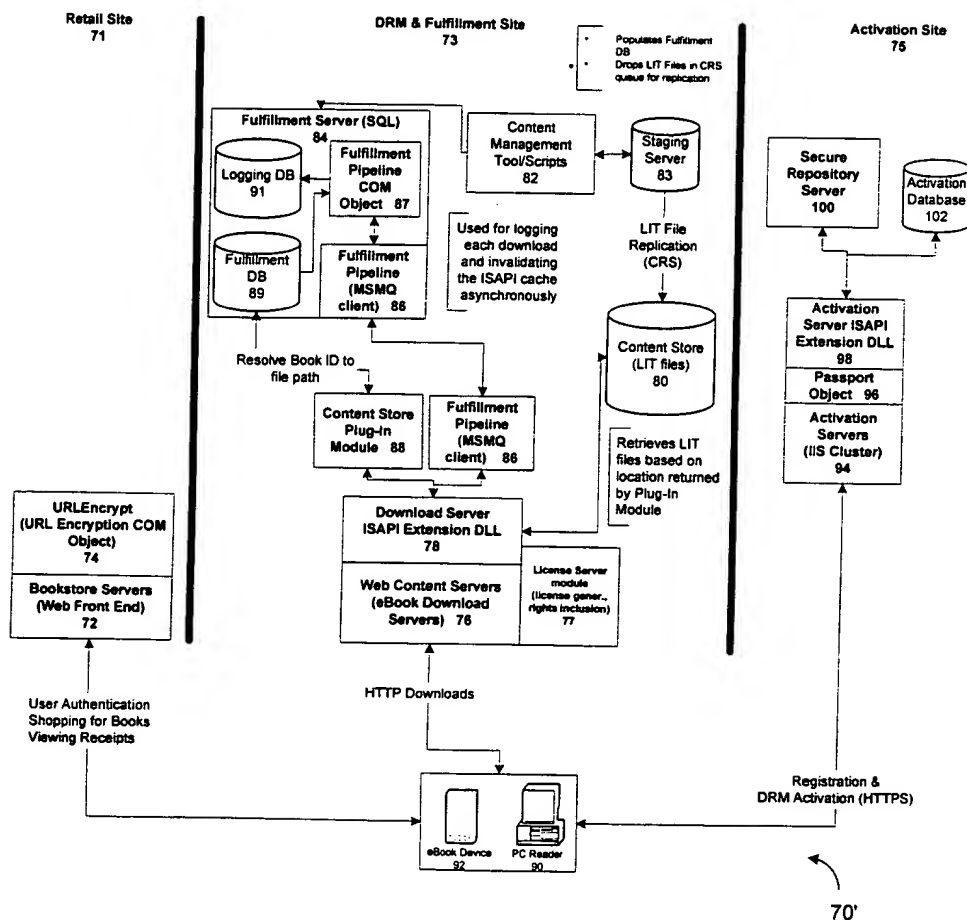 Retail Site
71
DRM & Fulfillment Site
73
Activation Site
75
• Populates Fulfillment
DB
• Drops LIT Files in CRS
queue for replication
Fulfillment Server (SQL)
84
Logging DB
91
Fulfillment
Pipeline
COM
Object 87
Fulfillment
DB
89
Fulfillment
Pipeline
(MSMQ
client) 86
Content
Management
Tool/Scripts
82
Staging
Server
83
Used for logging
each download
and invalidating
the ISAPI cache
asynchronously
LIT File
Replication
(CRS)
Content Store
(LIT files)
80
Secure
Repository
Server
100
Activation
Database
102
Activation
Server ISAPI
Extension DLL
98
Passport
Object 96
Activation
Servers
(IIS Cluster)
94
Resolve Book ID to
file path
Content Store
Plug-In
Module 88
Fulfillment
Pipeline
(MSMQ
client) 86
Retrieves LIT
files based on
location returned
by Plug-In
Module
URLEncrypt
(URL Encryption COM
Object)
74
Bookstore Servers
(Web Front End)
72
Download Server
ISAPI Extension DLL
78
Web Content Servers
(eBook Download
Servers) 76
License Server
module
(license gener.,
rights inclusion)
77
User Authentication
Shopping for Books
Viewing Receipts
HTTP Downloads
Registration &
DRM Activation (HTTPS)
eBook Device
92
PC Reader
90
70'